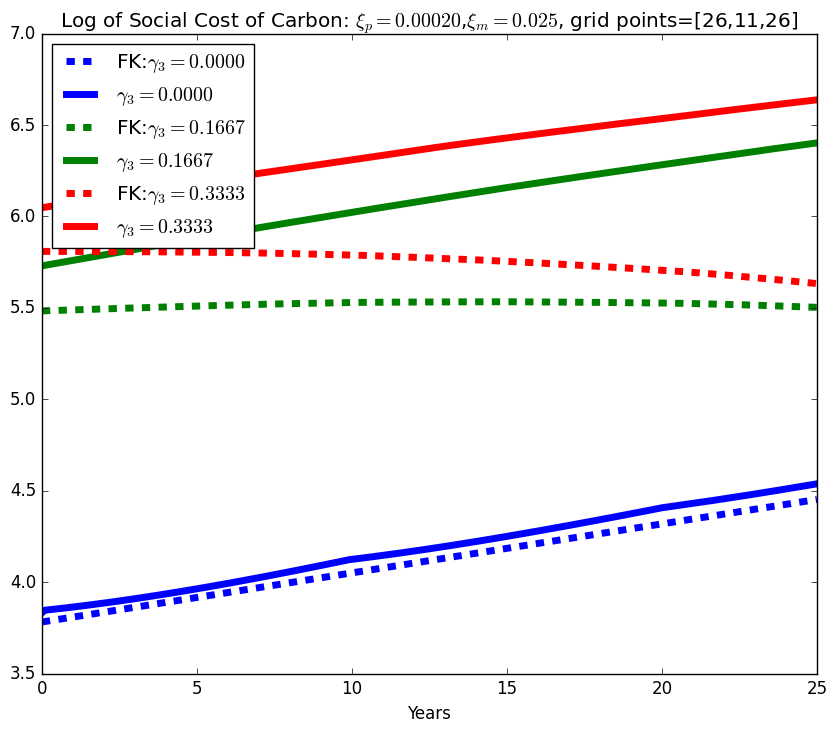 Log of Social Cost of Carbon: ξ_p = 0.00020, ξ_m = 0.025, grid points=[26,11,26]
7.0
6.5
6.0
5.5
5.0
4.5
4.0
3.5
FK:γ₃ = 0.0000
γ₃ = 0.0000
FK:γ₃ = 0.1667
γ₃ = 0.1667
FK:γ₃ = 0.3333
γ₃ = 0.3333
0 5 10 15 20 25
Years